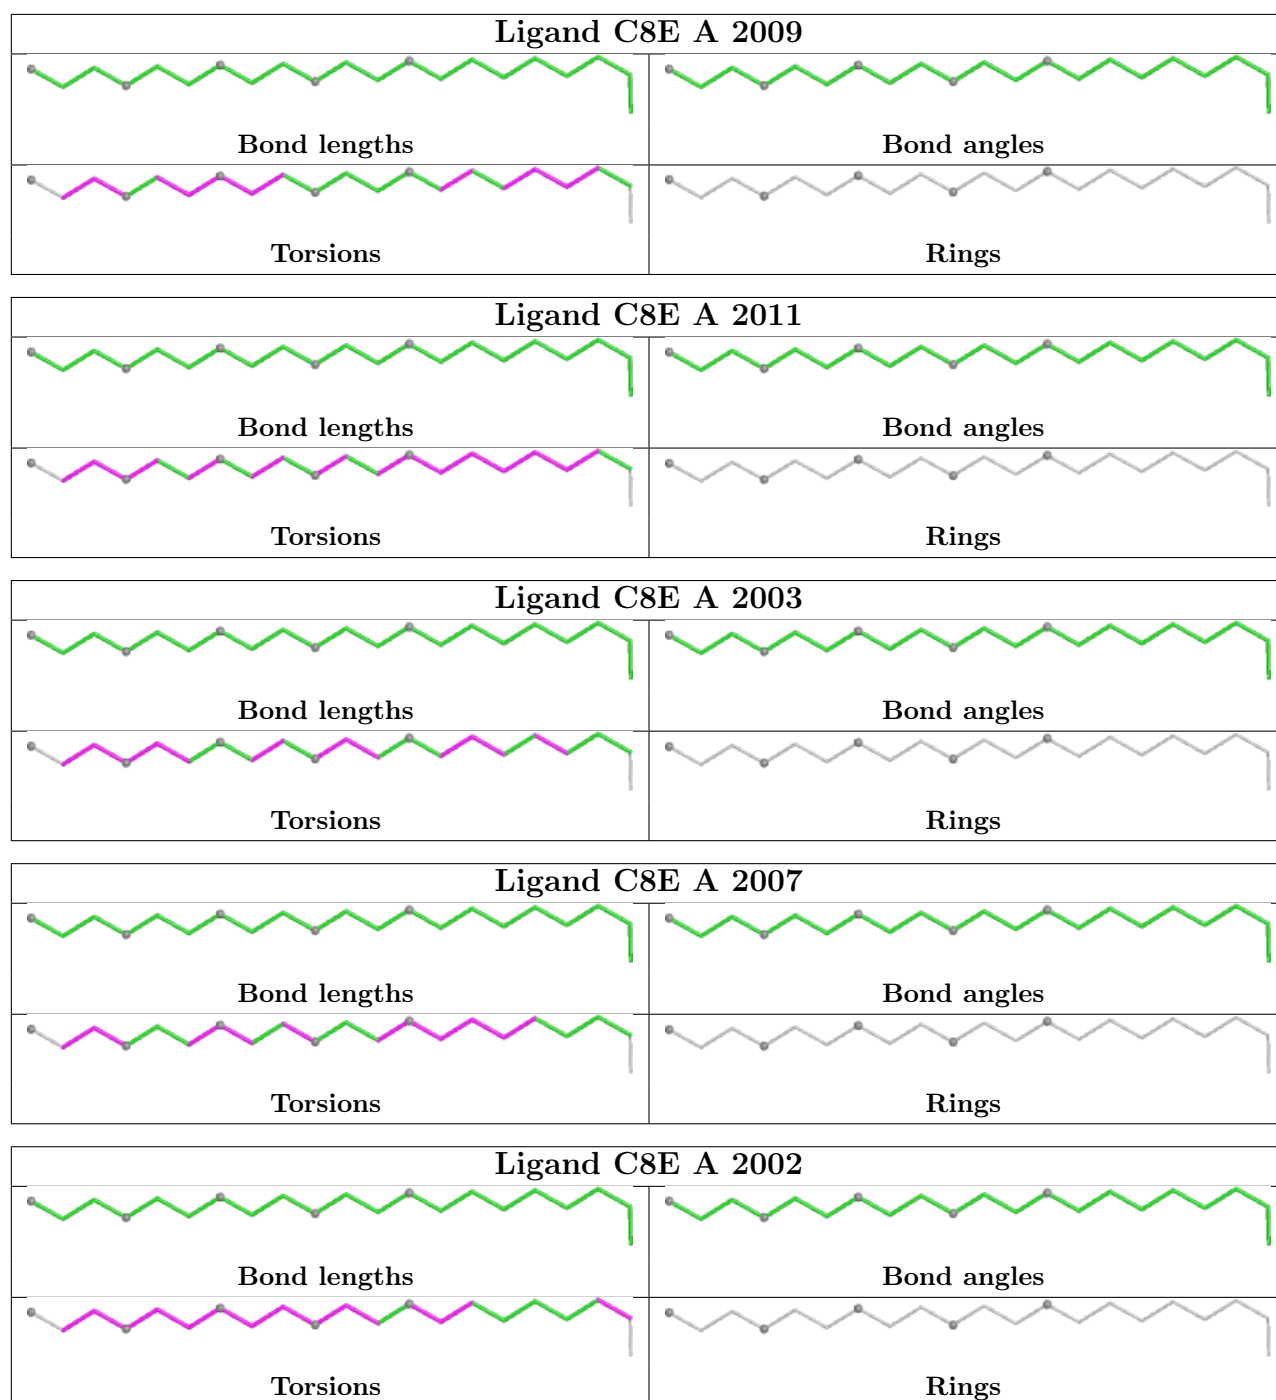 Ligand C8E A 2009
Bond lengths
Bond angles
Torsions
Rings
Ligand C8E A 2011
Bond lengths
Bond angles
Torsions
Rings
Ligand C8E A 2003
Bond lengths
Bond angles
Torsions
Rings
Ligand C8E A 2007
Bond lengths
Bond angles
Torsions
Rings
Ligand C8E A 2002
Bond lengths
Bond angles
Torsions
Rings